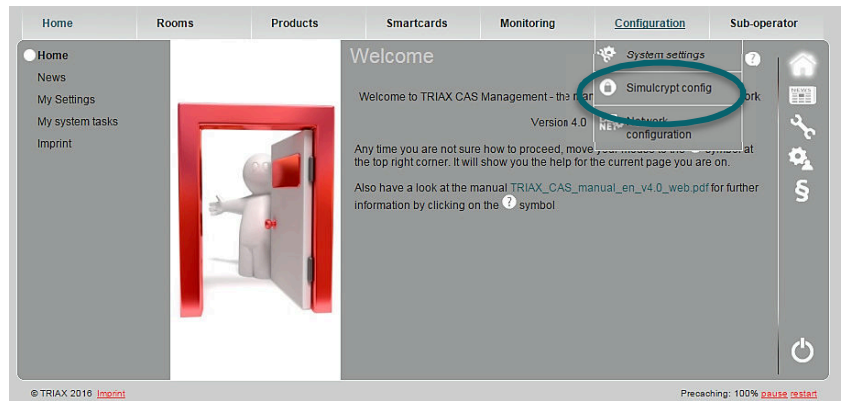 Home Rooms Products Smartcards Monitoring Configuration Sub-operator
Home
News
My Settings
My system tasks
Imprint
Welcome
System settings
Simulcrypt config
Network
configuration
NET
?
NEWS
§
Welcome to TRIAX CAS Management - the man ork
Version 4.0
Any time you are not sure how to proceed, move your mouse to the symbol at
the top right corner. It will show you the help for the current page you are on.
Also have a look at the manual TRIAX_CAS_manual_en_v4.0_web.pdf for further
information by clicking on the ? symbol
© TRIAX 2016 Imprint
Precaching: 100% pause restart